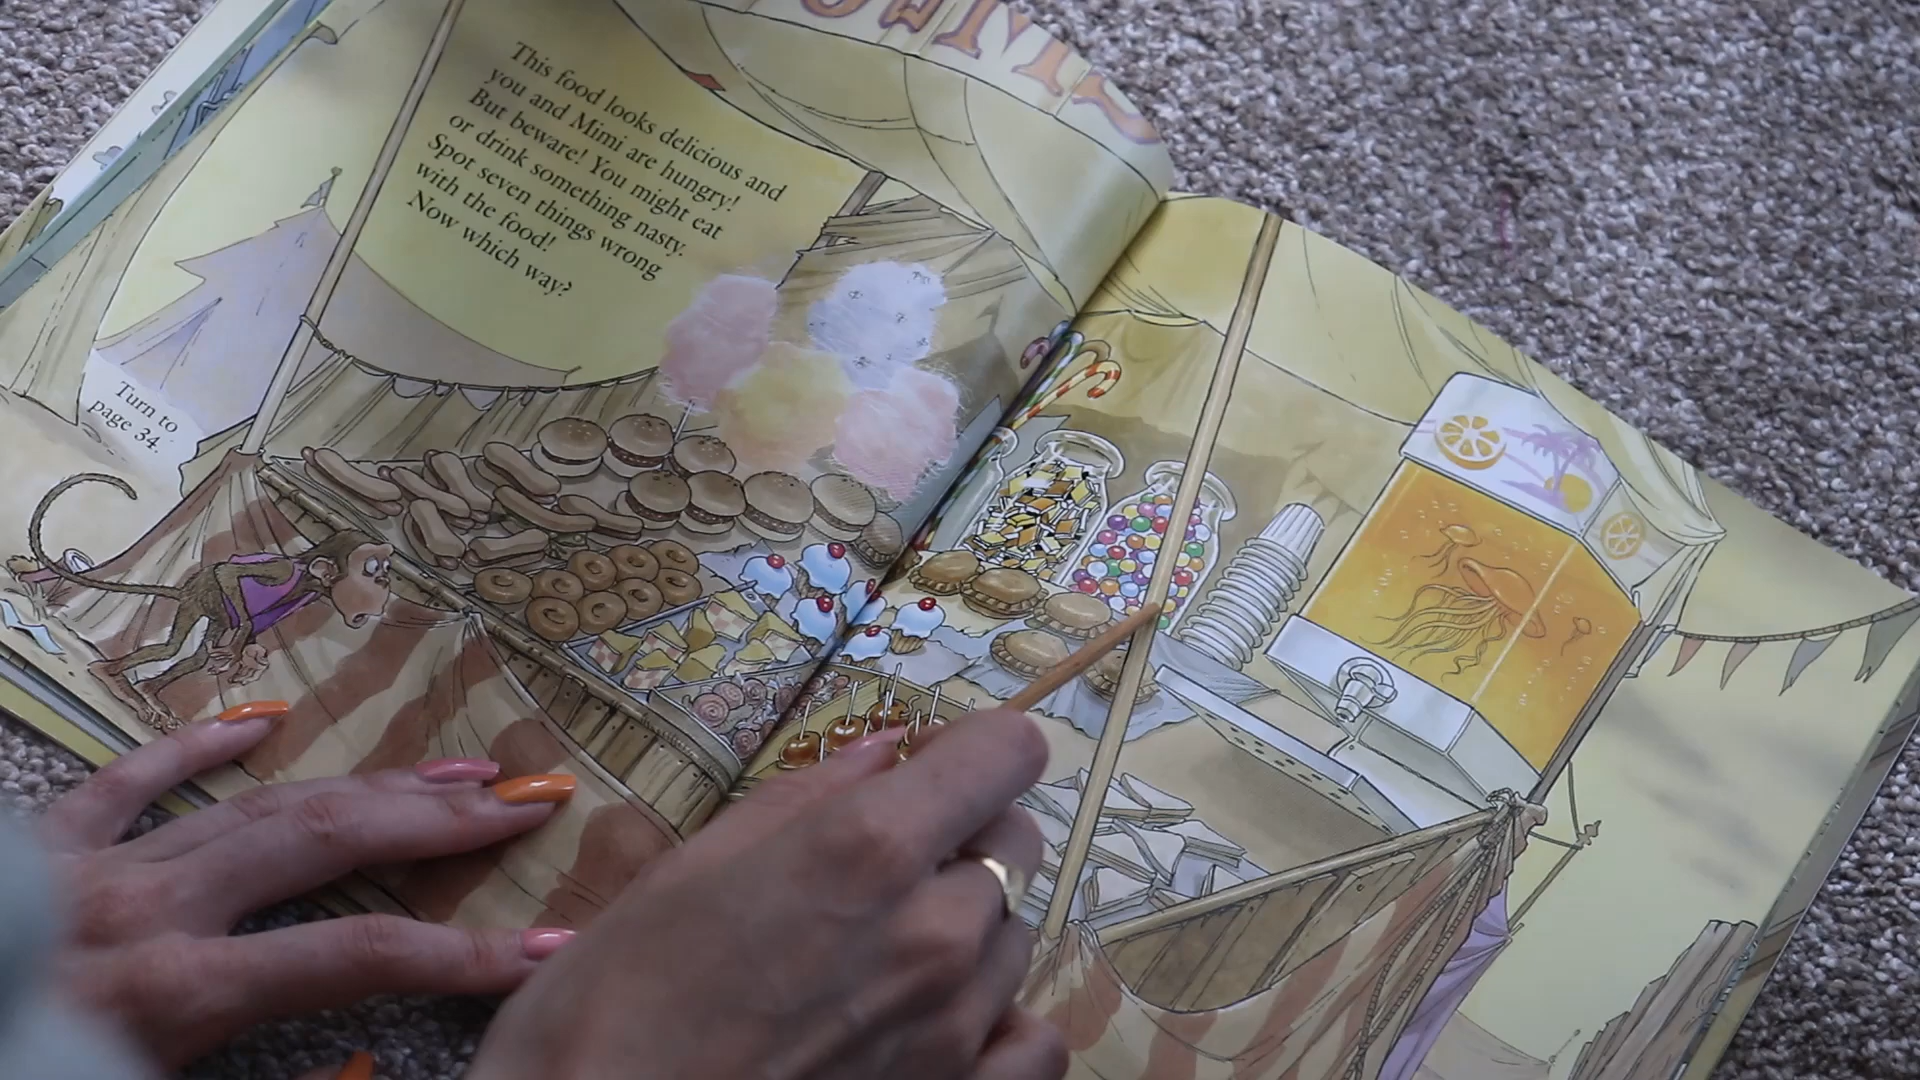 This food looks delicious and
you and Mimi are hungry!
But beware! You might eat
or drink something nasty.
Spot seven things wrong
with the food!
Now which way?
Turn to
page 34.